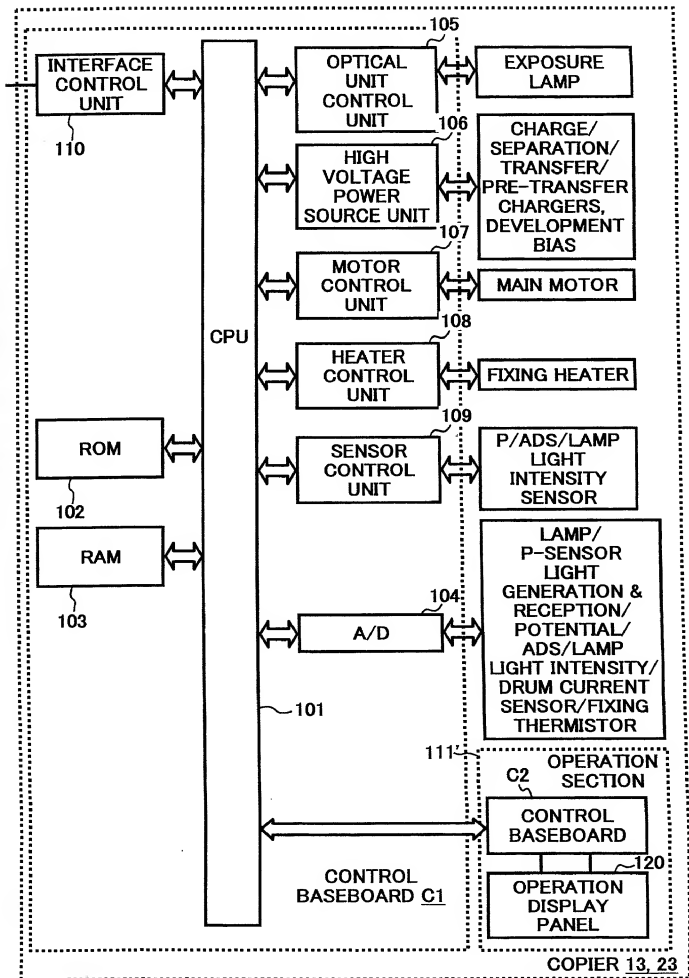 INTERFACE
CONTROL
UNIT
110
CPU
101
ROM
102
RAM
103
105
OPTICAL
UNIT
CONTROL
UNIT
EXPOSURE
LAMP
106
HIGH
VOLTAGE
POWER
SOURCE UNIT
CHARGE/
SEPARATION/
TRANSFER/
PRE-TRANSFER
CHARGERS,
DEVELOPMENT
BIAS
107
MOTOR
CONTROL
UNIT
MAIN MOTOR
108
HEATER
CONTROL
UNIT
FIXING HEATER
109
SENSOR
CONTROL
UNIT
P/ADS/LAMP
LIGHT
INTENSITY
SENSOR
104
A/D
LAMP/
P-SENSOR
LIGHT
GENERATION &
RECEPTION/
POTENTIAL/
ADS/LAMP
LIGHT INTENSITY/
DRUM CURRENT
SENSOR/FIXING
THERMISTOR
111
OPERATION
SECTION
C2
CONTROL
BASEBOARD
120
OPERATION
DISPLAY
PANEL
CONTROL
BASEBOARD C1
COPIER 13, 23